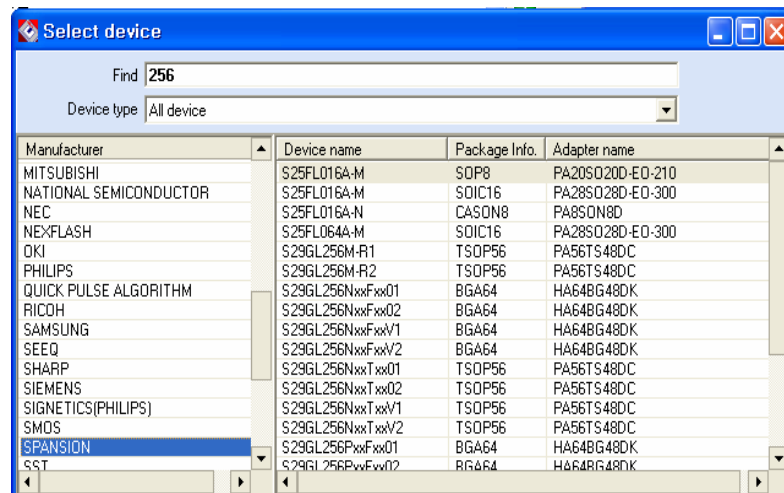 Select device
Find 256
Device type All device
Manufacturer Device name Package Info. Adapter name
MITSUBISHI S25FL016A-M SOP8 PA20SO20D-EO-210
NATIONAL SEMICONDUCTOR S25FL016A-M SOIC16 PA28SO28D-EO-300
NEC S25FL016A-N CASON8 PA8SON8D
NEXFLASH S25FL064A-M SOIC16 PA28SO28D-EO-300
OKI S29GL256M-R1 TSOP56 PA56TS48DC
PHILIPS S29GL256M-R2 TSOP56 PA56TS48DC
QUICK PULSE ALGORITHM S29GL256NxxFxx01 BGA64 HA64BG48DK
RICOH S29GL256NxxFxx02 BGA64 HA64BG48DK
SAMSUNG S29GL256NxxFxxV1 BGA64 HA64BG48DK
SEEQ S29GL256NxxFxxV2 BGA64 HA64BG48DK
SHARP S29GL256NxxTxx01 TSOP56 PA56TS48DC
SIEMENS S29GL256NxxTxx02 TSOP56 PA56TS48DC
SIGNETICS(PHILIPS) S29GL256NxxTxxV1 TSOP56 PA56TS48DC
SMOS S29GL256NxxTxxV2 TSOP56 PA56TS48DC
SPANSION S29GL256PxxFxx01 BGA64 HA64BG48DK
SST S29GL256PxxFxx02 BGA64 HA64BG48DK